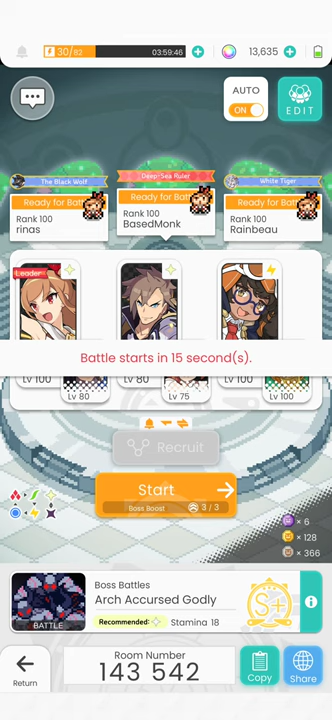 30/92
03:59:46
13,635
AUTO
ON
EDIT
The Black Wolf
Deep-Sea Ruler
White Tiger
Ready for Batt
Ready for Batt
Ready for Batt
Rank 100
rinas
Rank 100
BasedMonk
Rank 100
Rainbeau
Leader
Battle starts in 15 second(s).
Lv 100
Lv 80
Lv 80
Lv 75
Lv 100
Lv 100
Recruit
Start
Boss Boost
3 / 3
× 6
× 128
× 366
BATTLE
Boss Battles
Arch Accursed Godly
Recommended:
Stamina 18
S+
Return
Room Number
143 542
Copy
Share